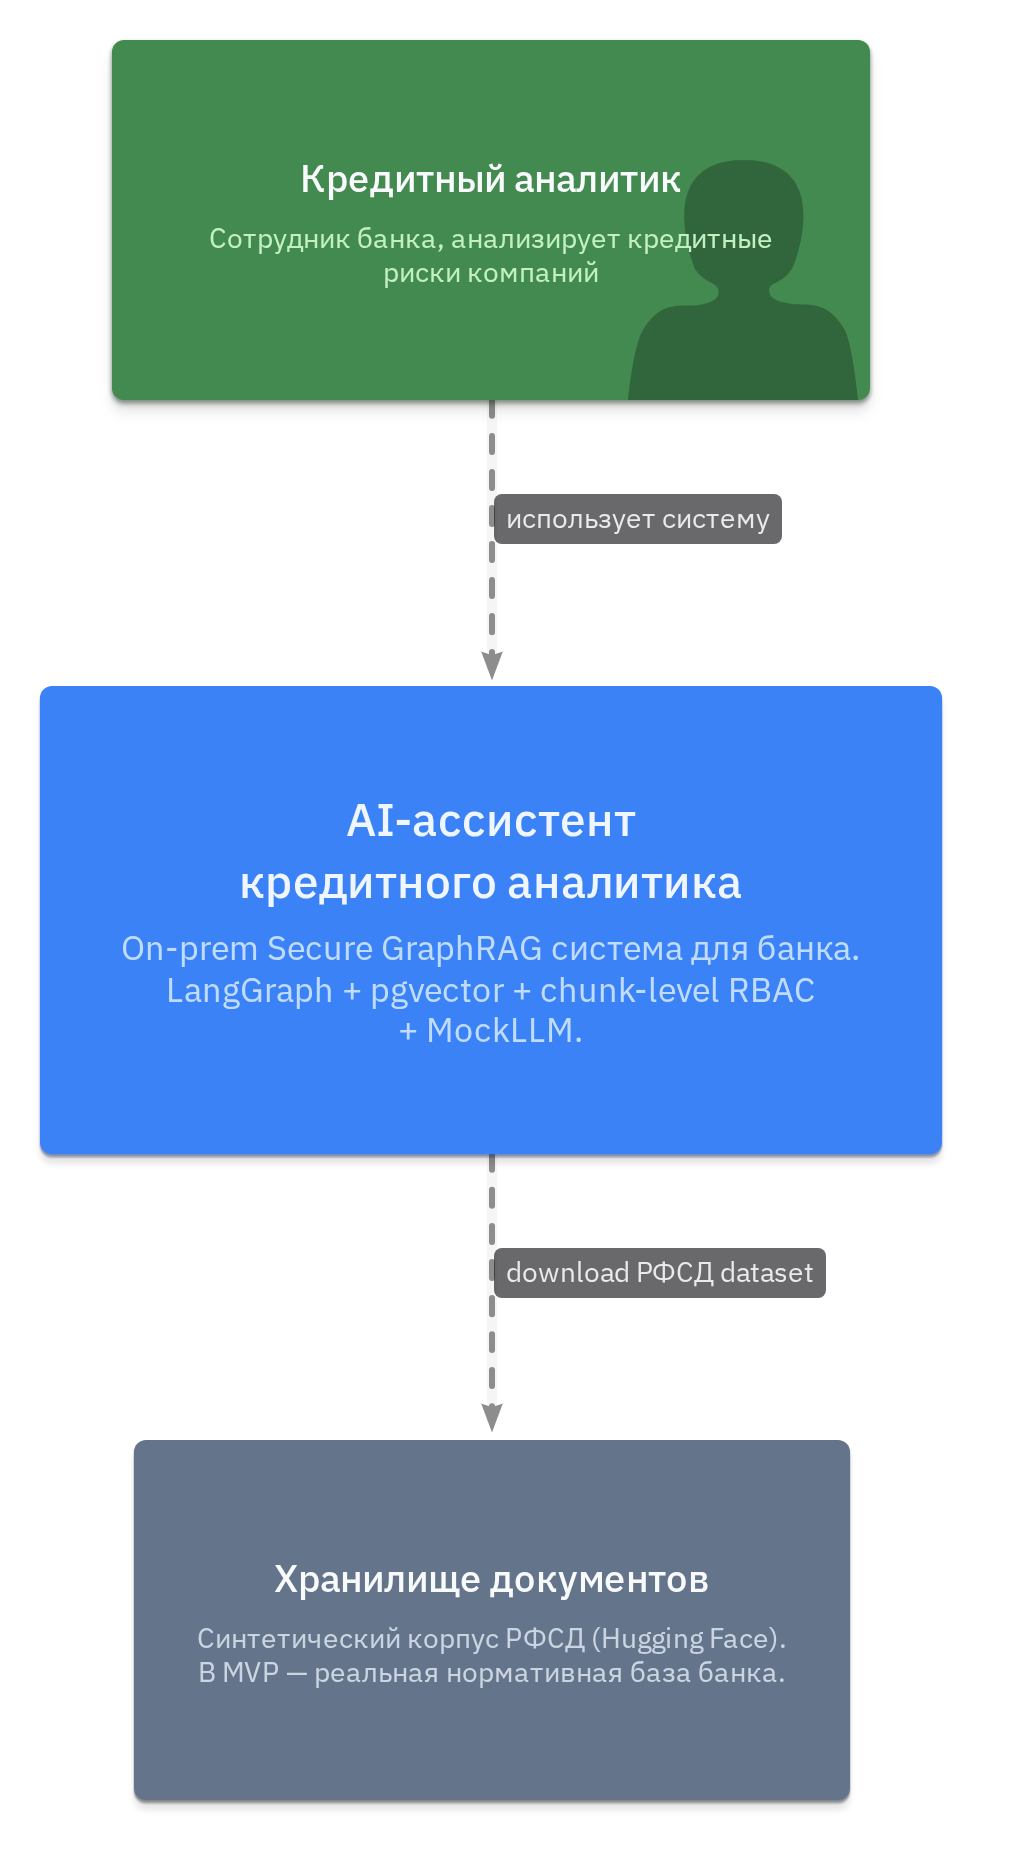 Кредитный аналитик
Сотрудник банка, анализирует кредитные
риски компаний
использует систему
AI-ассистент
кредитного аналитика
On-prem Secure GraphRAG система для банка.
LangGraph + pgvector + chunk-level RBAC
+ MockLLM.
download РФСД dataset
Хранилище документов
Синтетический корпус РФСД (Hugging Face).
В MVP — реальная нормативная база банка.